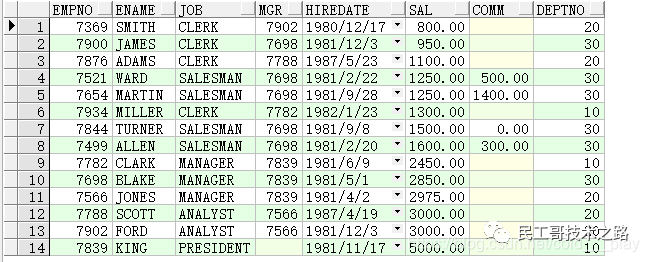 EMPNO ENAME JOB MGR HIREDATE SAL COMM DEPTNO
1 7369 SMITH CLERK 7902 1980/12/17 800.00 20
2 7900 JAMES CLERK 7698 1981/12/3 950.00 30
3 7876 ADAMS CLERK 7788 1987/5/23 1100.00 20
4 7521 WARD SALESMAN 7698 1981/2/22 1250.00 500.00 30
5 7654 MARTIN SALESMAN 7698 1981/9/28 1250.00 1400.00 30
6 7934 MILLER CLERK 7782 1982/1/23 1300.00 10
7 7844 TURNER SALESMAN 7698 1981/9/8 1500.00 0.00 30
8 7499 ALLEN SALESMAN 7698 1981/2/20 1600.00 300.00 30
9 7782 CLARK MANAGER 7839 1981/6/9 2450.00 10
10 7698 BLAKE MANAGER 7839 1981/5/1 2850.00 30
11 7566 JONES MANAGER 7839 1981/4/2 2975.00 20
12 7788 SCOTT ANALYST 7566 1987/4/19 3000.00 20
13 7902 FORD ANALYST 7566 1981/12/3 3000.00 20
14 7839 KING PRESIDENT 1981/11/17 5000.00 10
民工哥技术之路